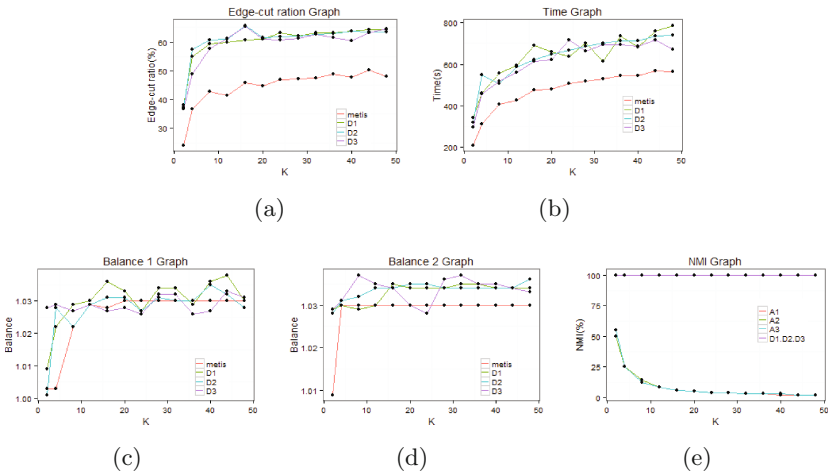 Edge-cut ration Graph
Edge-cut ratio(%)
60
50
40
30
0
10
20
30
40
50
K
metis
D1
D2
D3
(a)
Time Graph
Time(s)
800
600
400
200
0
10
20
30
40
50
K
metis
D1
D2
D3
(b)
Balance 1 Graph
Balance
1.03
1.02
1.01
1.00
0
10
20
30
40
50
K
metis
D1
D2
D3
(c)
Balance 2 Graph
Balance
1.03
1.02
1.01
0
10
20
30
40
50
K
metis
D1
D2
D3
(d)
NMI Graph
NMI(%)
100
75
50
25
0
0
10
20
30
40
50
K
A1
A2
A3
D1.D2.D3
(e)